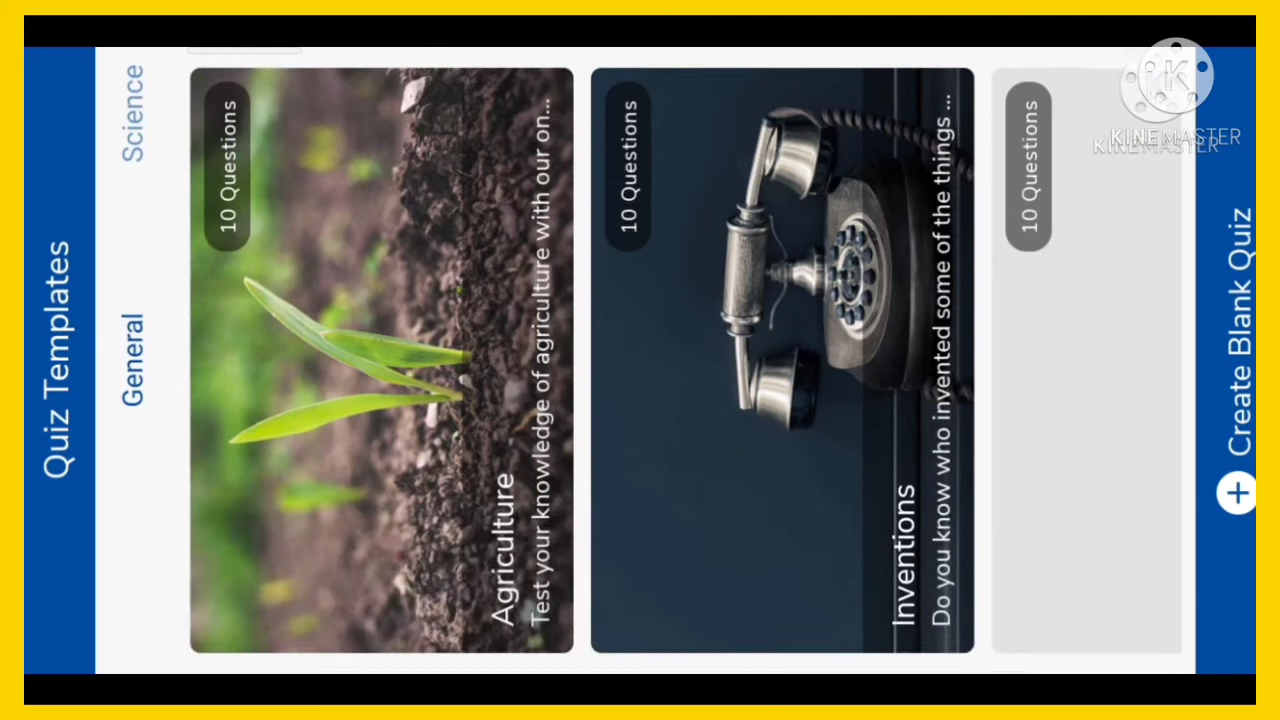 Quiz Templates
General
Science
10 Questions
Agriculture
Test your knowledge of agriculture with our on...
10 Questions
Inventions
Do you know who invented some of the things ...
10 Questions
+ Create Blank Quiz
K
KINEMASTER
KINEMASTER